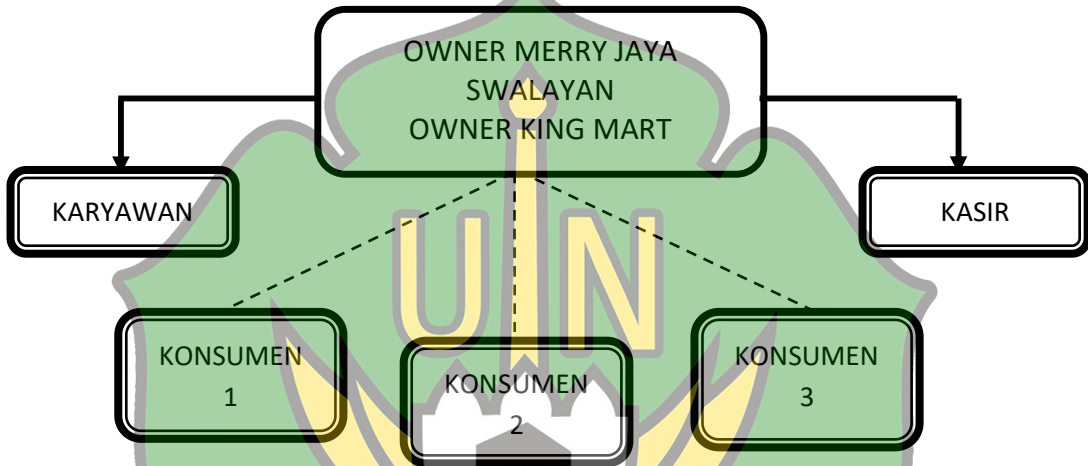 OWNER MERRY JAYA
SWALAYAN
OWNER KING MART
KARYAWAN
KASIR
UIN
KONSUMEN
1
KONSUMEN
2
KONSUMEN
3